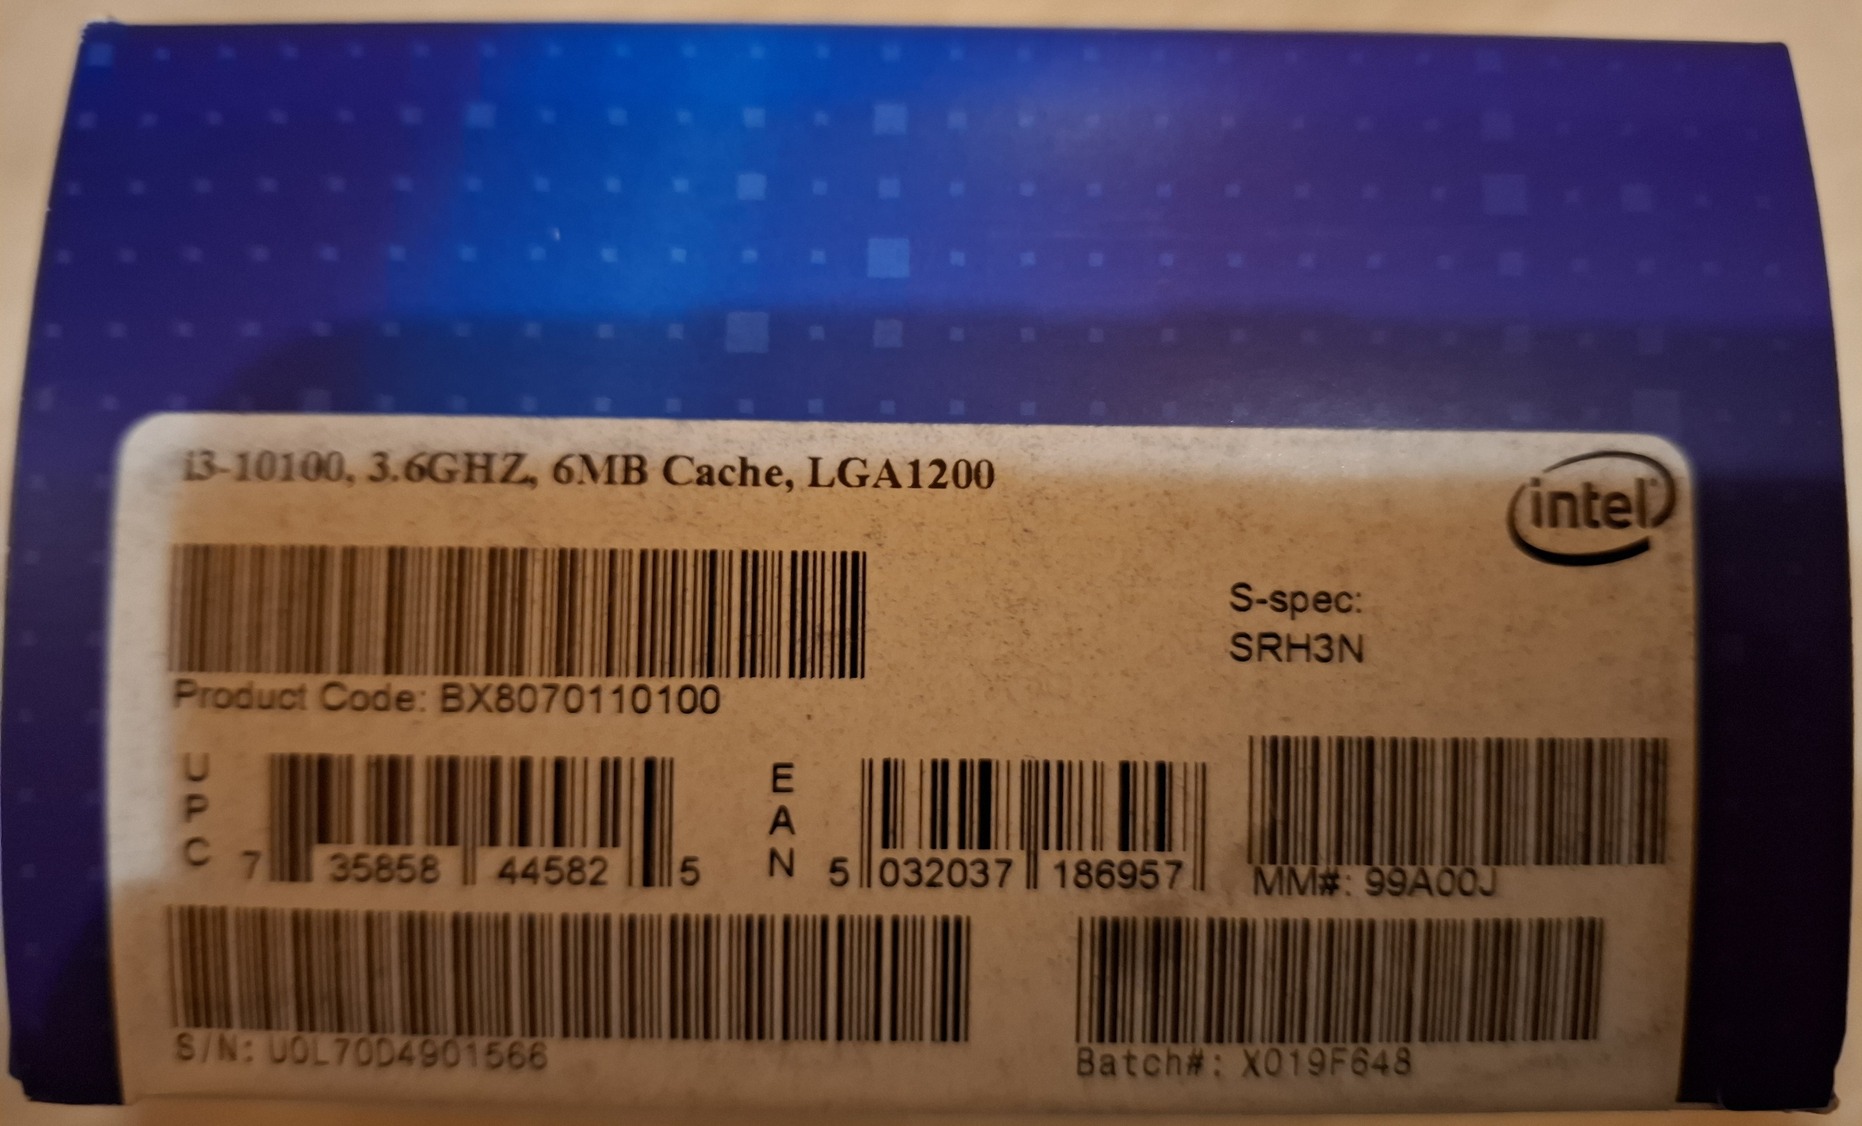 i3-10100, 3.6GHZ, 6MB Cache, LGA1200
intel
S-spec:
SRH3N
Product Code: BX8070110100
UPC 7 35858 44582 5
EAN 5 032037 186957
MM#: 99A00J
S/N: U0L70D4901566
Batch#: X019F648